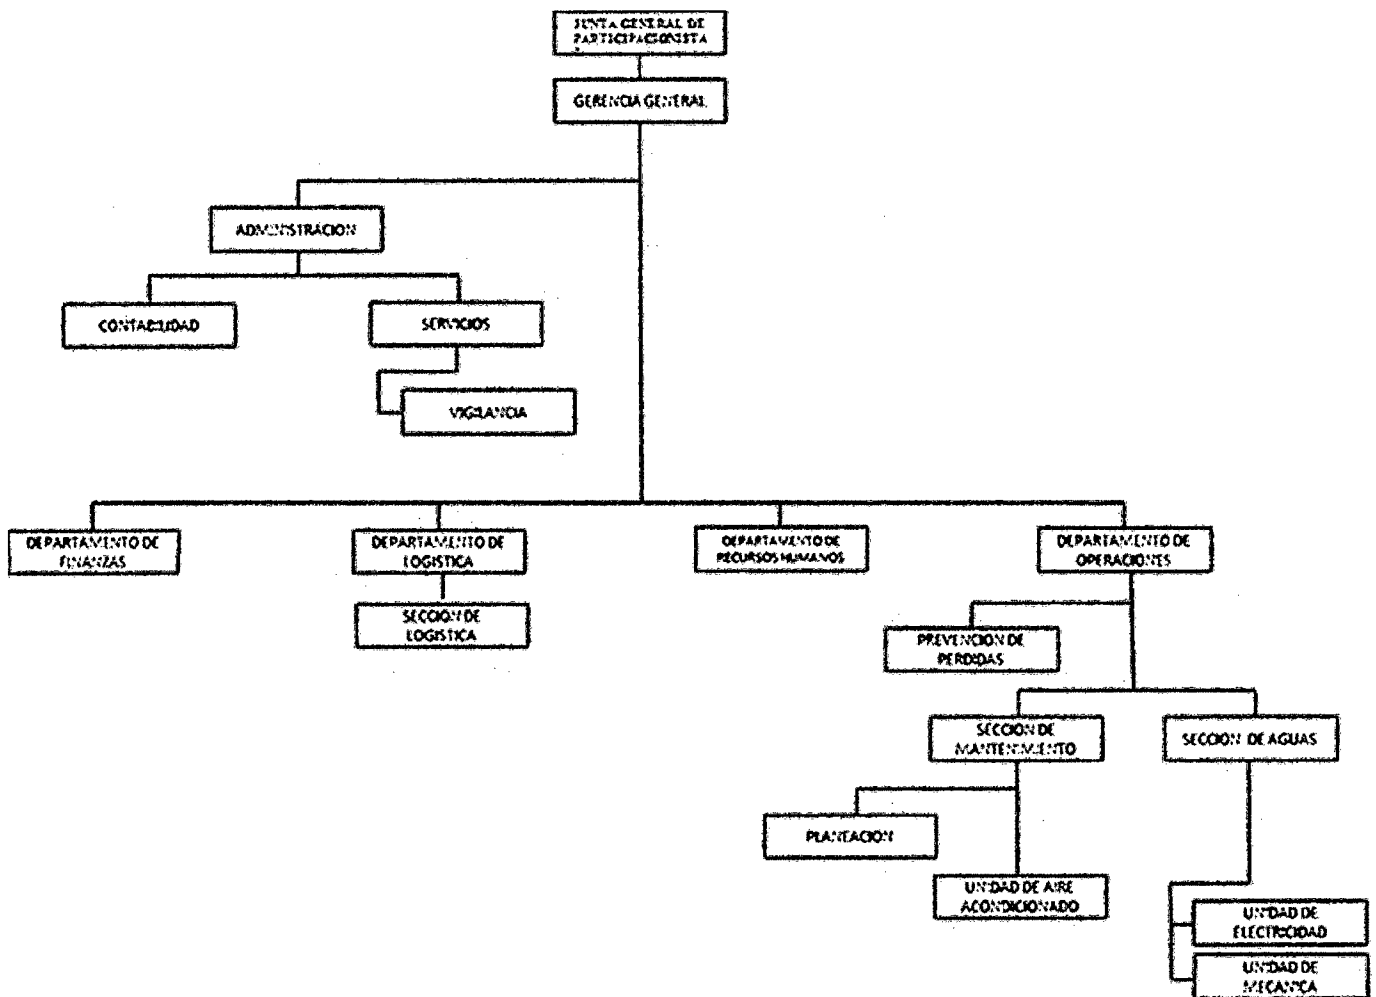 JUNTA GENERAL DE
PARTICIPACIONISTA
S
GERENCIA GENERAL
ADMINISTRACION
CONTABILIDAD
SERVICIOS
VIGILANCIA
DEPARTAMENTO DE
FINANZAS
DEPARTAMENTO DE
LOGISTICA
DEPARTAMENTO DE
RECURSOS HUMANOS
DEPARTAMENTO DE
OPERACIONES
SECCION DE
LOGISTICA
PREVENCION DE
PERDIDAS
SECCION DE
MANTENIMIENTO
SECCION DE AGUAS
PLANEACION
UNIDAD DE AIRE
ACONDICIONADO
UNIDAD DE
ELECTRICIDAD
UNIDAD DE
MECANICA